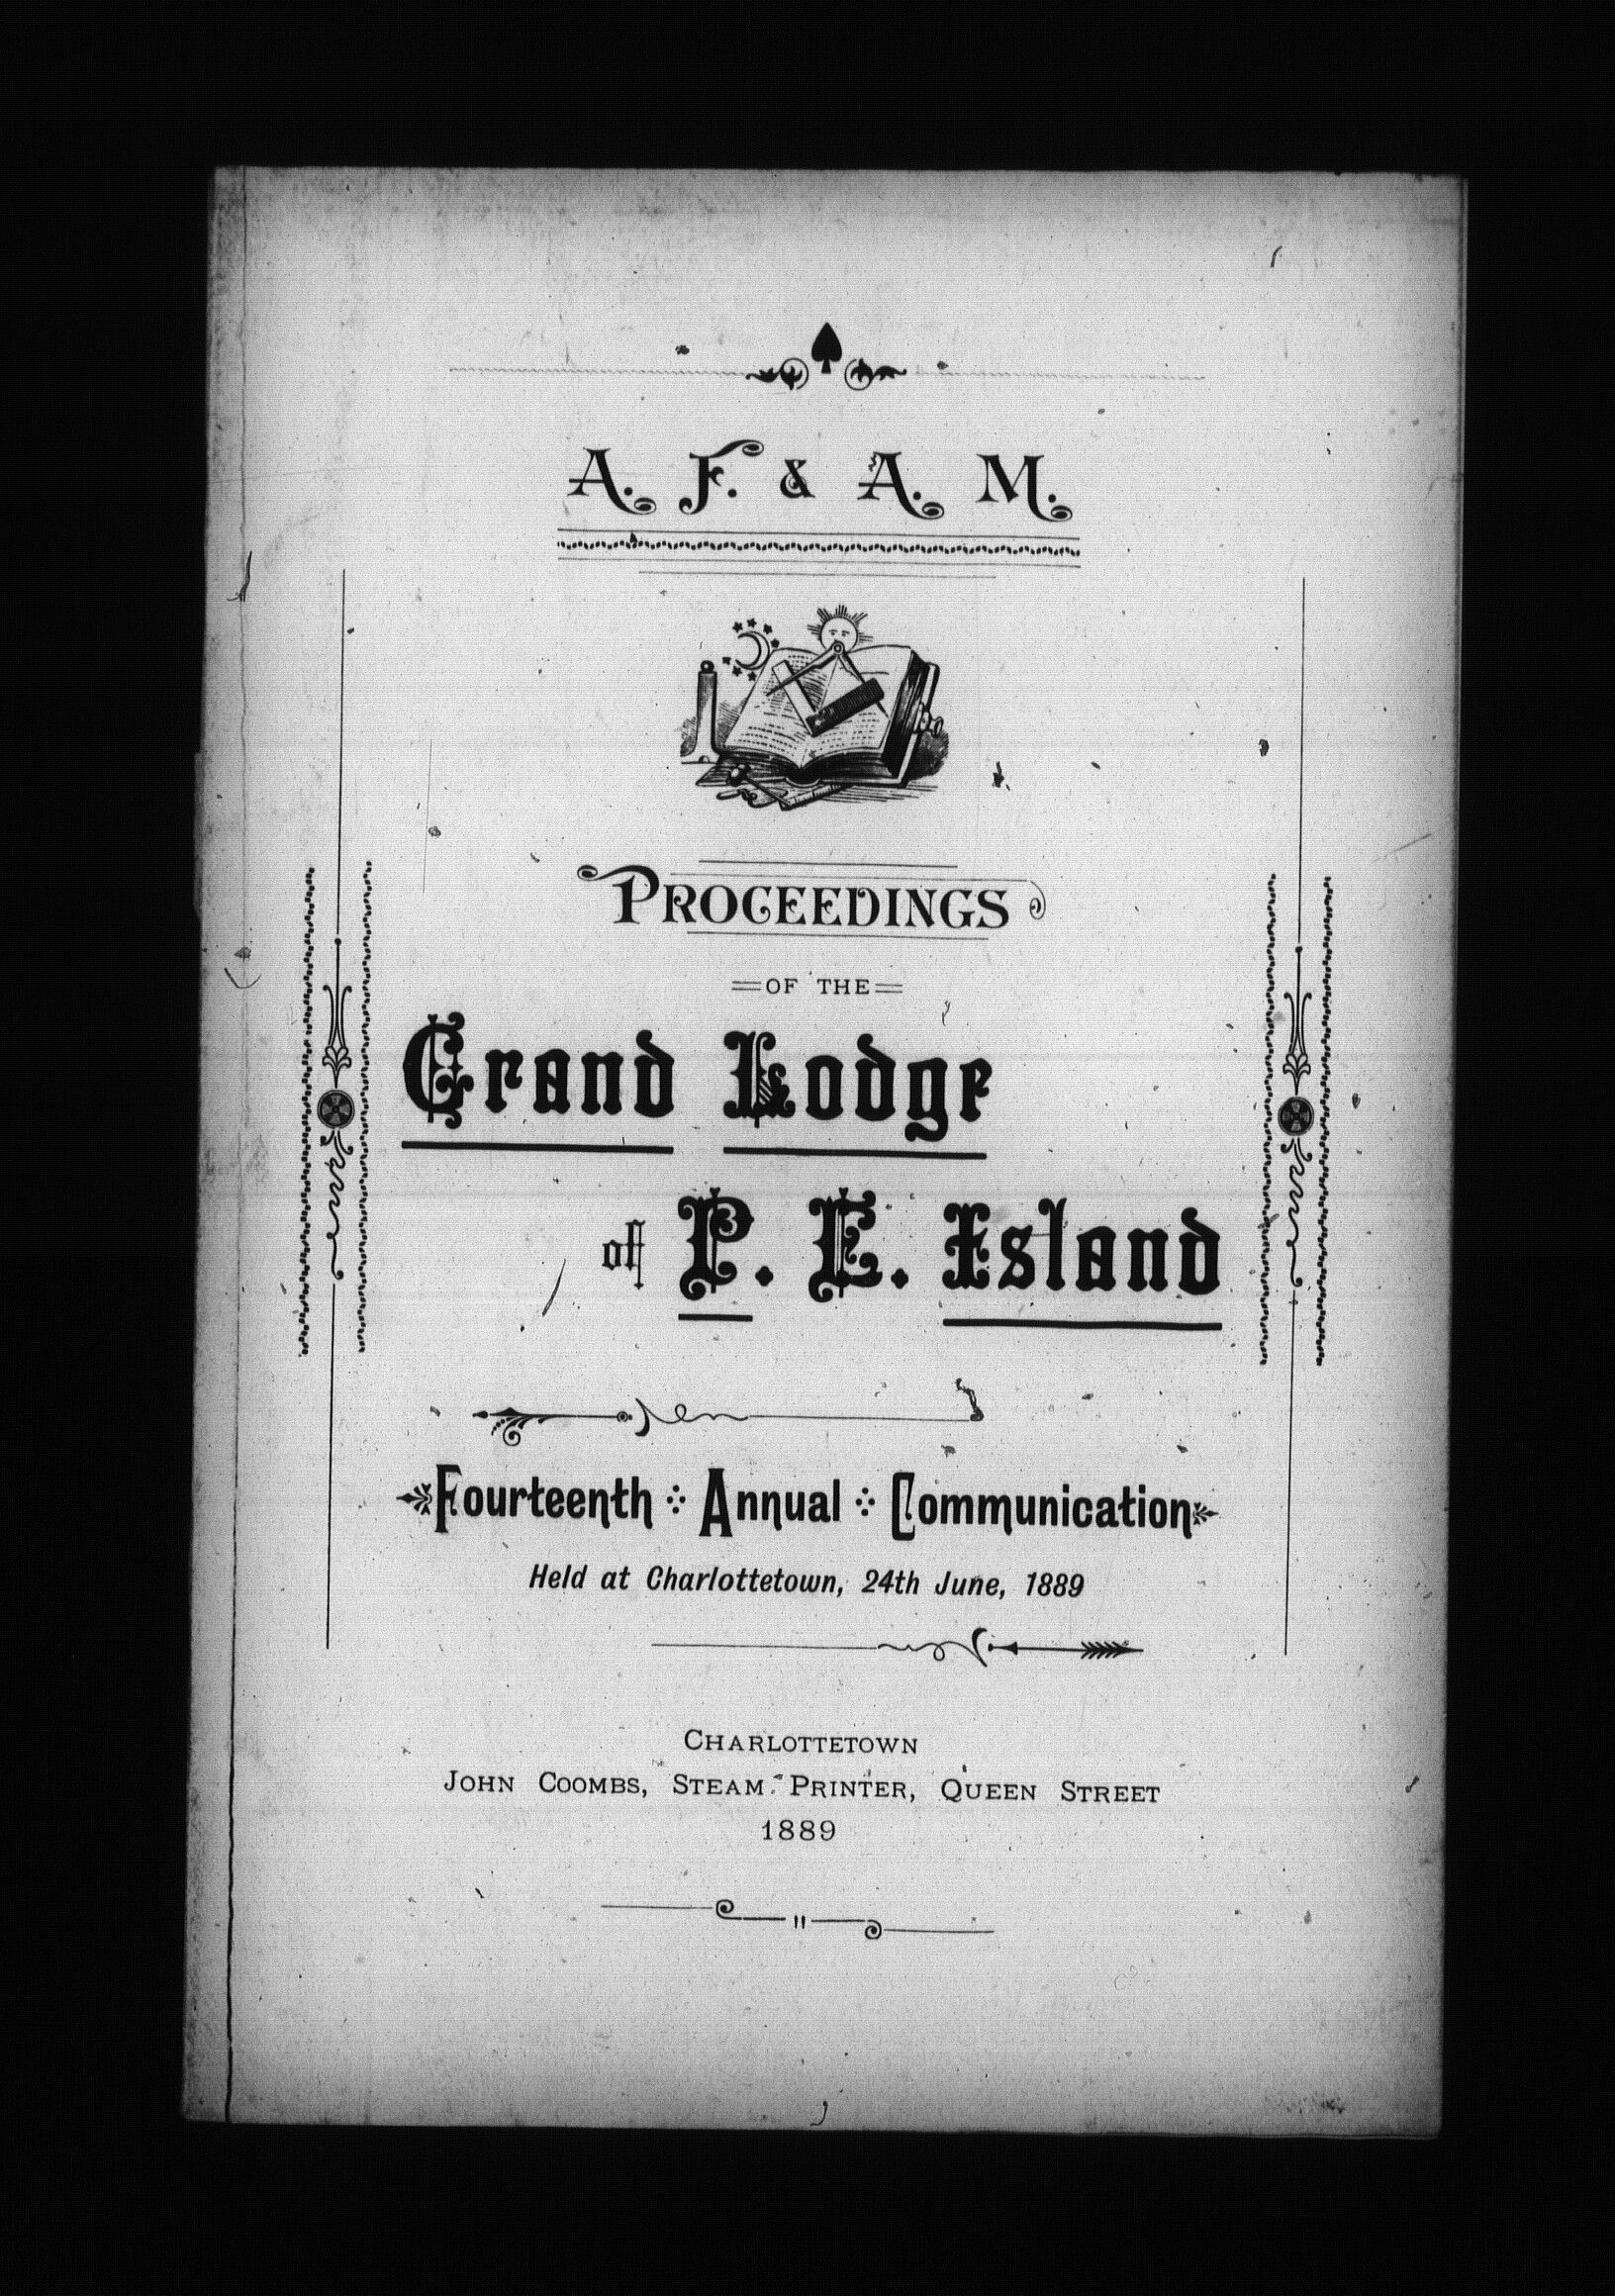 A. F. & A. M.
PROCEEDINGS
OF THE
Grand Lodge
of P. E. Island
Fourteenth Annual Communication
Held at Charlottetown, 24th June, 1889
CHARLOTTETOWN
JOHN COOMBS, STEAM PRINTER, QUEEN STREET
1889